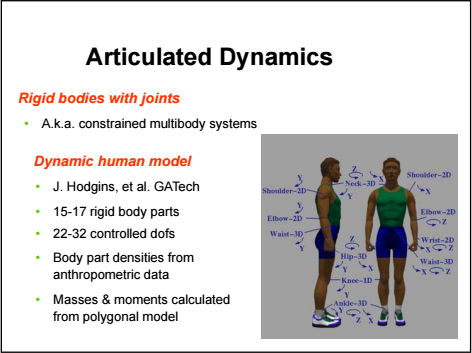 Articulated Dynamics
Rigid bodies with joints
• A.k.a. constrained multibody systems
Dynamic human model
• J. Hodgins, et al. GATech
• 15-17 rigid body parts
• 22-32 controlled dofs
• Body part densities from
anthropometric data
• Masses & moments calculated
from polygonal model
Z
Y
Neck-3D
X
Y
Shoulder-2D
Shoulder-2D
X
Y
Elbow-2D
Elbow-2D
Z
Waist-3D
Y
Z
Wrist-2D
X
Z
Hip-3D
Y
X
Waist-3D
X
Z
Knee-1D
Y
Ankle-3D
Y
Z
X